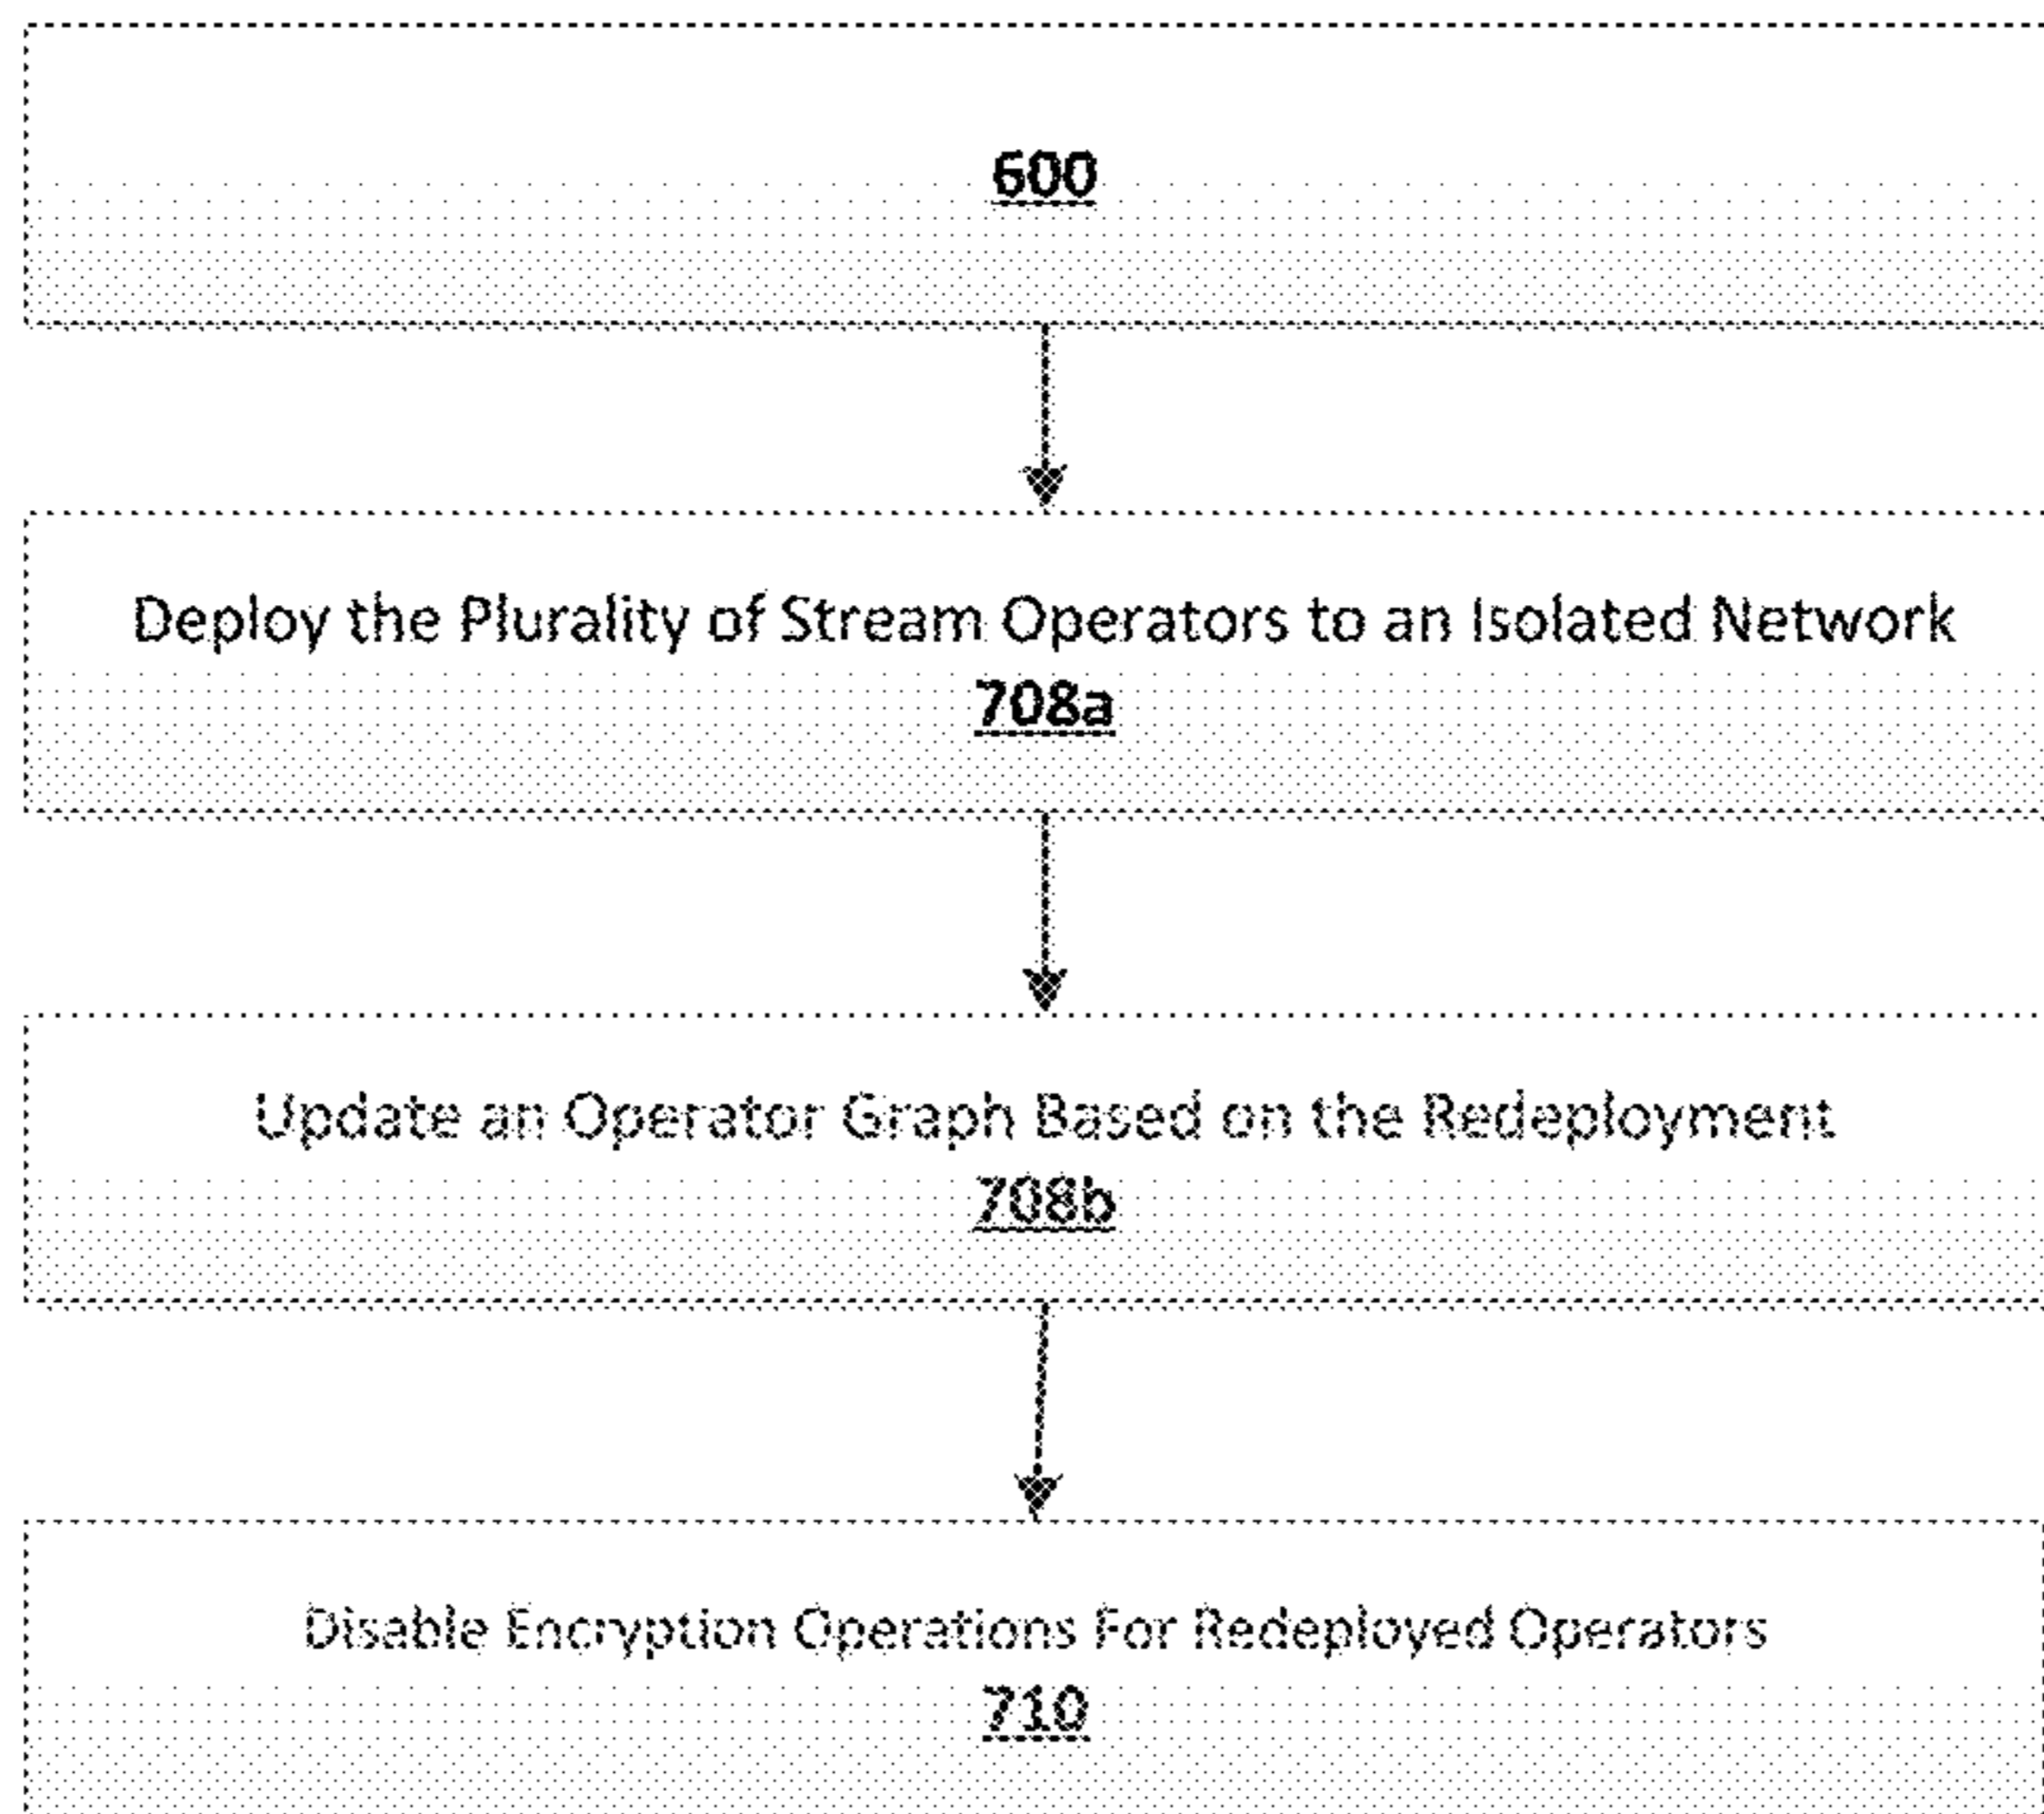 600
Deploy the Plurality of Stream Operators to an Isolated Network
708a
Update an Operator Graph Based on the Redeployment
708b
Disable Encryption Operations For Redeployed Operators
710